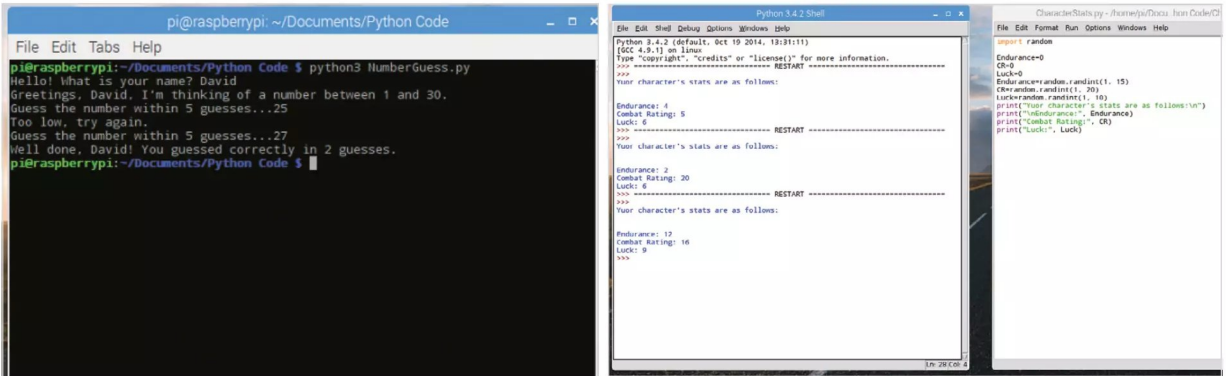 pi@raspberrypi: ~/Documents/Python Code
File Edit Tabs Help
pi@raspberrypi:~/Documents/Python Code $ python3 NumberGuess.py
Hello! What is your name? David
Greetings, David, I'm thinking of a number between 1 and 30.
Guess the number within 5 guesses...25
Too low, try again.
Guess the number within 5 guesses...27
Well done, David! You guessed correctly in 2 guesses.
pi@raspberrypi:~/Documents/Python Code $
Python 3.4.2 Shell
File Edit Shell Debug Options Windows Help
Python 3.4.2 (default, Oct 19 2014, 13:31:11)
[GCC 4.9.1] on linux
Type "copyright", "credits" or "license()" for more information.
>>> ================================ RESTART ================================
>>>
Your character's stats are as follows:
Endurance: 4
Combat Rating: 5
Luck: 6
>>> ================================ RESTART ================================
>>>
Your character's stats are as follows:
Endurance: 2
Combat Rating: 20
Luck: 6
>>> ================================ RESTART ================================
>>>
Yuor character's stats are as follows:
Endurance: 12
Combat Rating: 16
Luck: 9
>>>
Ln: 28 Col: 4
CharacterStats.py - /home/pi/Docu...hon Code/Ch
File Edit Format Run Options Windows Help
import random
Endurance=0
CR=0
Luck=0
Endurance=random.randint(1, 15)
CR=random.randint(1, 20)
Luck=random.randint(1, 10)
print("Yuor character's stats are as follows:\n")
print("\nEndurance:", Endurance)
print("Combat Rating:", CR)
print("Luck:", Luck)